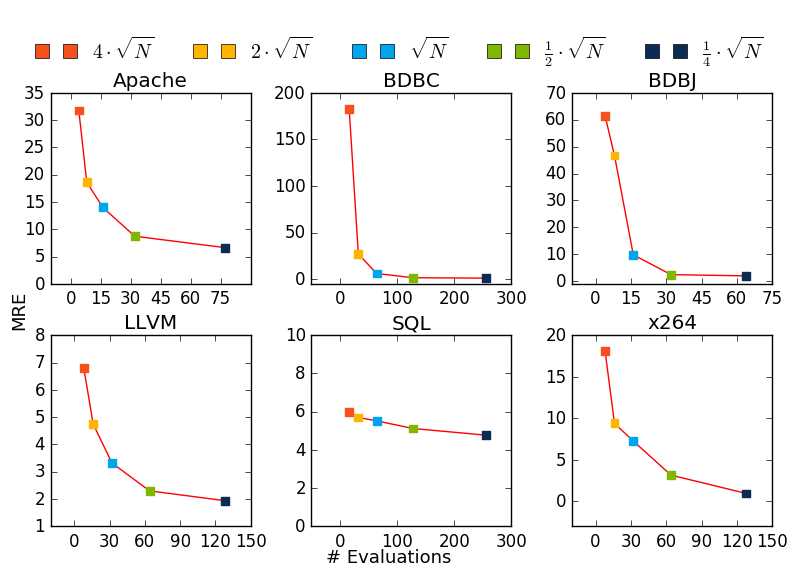 4 · √N 2 · √N √N ½ · √N ¼ · √N
Apache BDBC BDBJ
35 30 25 20 15 10 5 0
0 15 30 45 60 75
200 150 100 50 0
0 100 200 300
70 60 50 40 30 20 10 0
0 15 30 45 60 75
MRE
LLVM SQL x264
8 7 6 5 4 3 2 1
0 30 60 90 120 150
10 8 6 4 2 0
0 100 200 300
20 15 10 5 0
0 30 60 90 120 150
# Evaluations